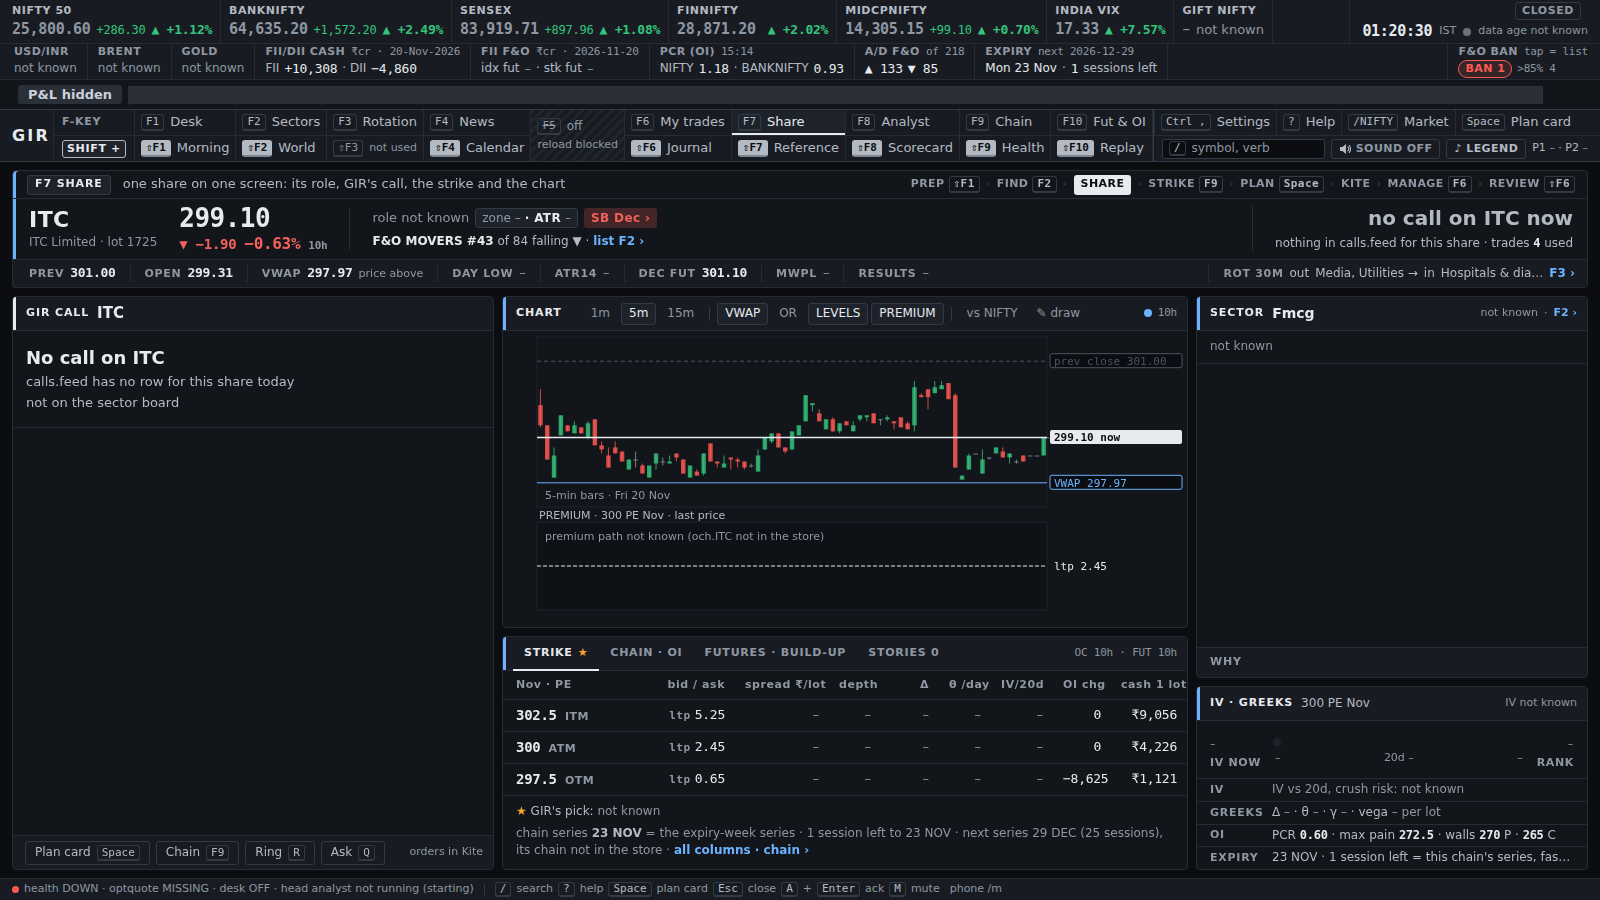 NIFTY 50 BANKNIFTY SENSEX FINNIFTY MIDCPNIFTY INDIA VIX GIFT NIFTY CLOSED
25,800.60 +286.30 ▲ +1.12% 64,635.20 +1,572.20 ▲ +2.49% 83,919.71 +897.96 ▲ +1.08% 28,871.20 ▲ +2.02% 14,305.15 +99.10 ▲ +0.70% 17.33 ▲ +7.57% – not known 01:20:30 IST ● data age not known
USD/INR BRENT GOLD FII/DII CASH ₹cr · 20-Nov-2026 FII F&O ₹cr · 2026-11-20 PCR (OI) 15:14 A/D F&O of 218 EXPIRY next 2026-12-29 F&O BAN tap = list
not known not known not known FII +10,308 · DII −4,860 idx fut – · stk fut – NIFTY 1.18 · BANKNIFTY 0.93 ▲ 133 ▼ 85 Mon 23 Nov · 1 sessions left BAN 1 >85% 4
P&L hidden
GIR F-KEY F1 Desk F2 Sectors F3 Rotation F4 News F5 off F6 My trades F7 Share F8 Analyst F9 Chain F10 Fut & OI Ctrl , Settings ? Help /NIFTY Market Space Plan card
SHIFT + ⇧F1 Morning ⇧F2 World ⇧F3 not used ⇧F4 Calendar reload blocked ⇧F6 Journal ⇧F7 Reference ⇧F8 Scorecard ⇧F9 Health ⇧F10 Replay / symbol, verb SOUND OFF ♪ LEGEND P1 – · P2 –
F7 SHARE one share on one screen: its role, GIR's call, the strike and the chart PREP ⇧F1 › FIND F2 › SHARE › STRIKE F9 › PLAN Space › KITE › MANAGE F6 › REVIEW ⇧F6
ITC 299.10 role not known zone – · ATR – SB Dec › no call on ITC now
ITC Limited · lot 1725 ▼ −1.90 −0.63% 10h F&O MOVERS #43 of 84 falling ▼ · list F2 › nothing in calls.feed for this share · trades 4 used
PREV 301.00 OPEN 299.31 VWAP 297.97 price above DAY LOW – ATR14 – DEC FUT 301.10 MWPL – RESULTS – ROT 30M out Media, Utilities → in Hospitals & dia… F3 ›
GIR CALL ITC
No call on ITC
calls.feed has no row for this share today
not on the sector board
Plan card Space Chain F9 Ring R Ask Q orders in Kite
CHART 1m 5m 15m VWAP OR LEVELS PREMIUM vs NIFTY ✎ draw ● 10h
prev close 301.00
299.10 now
VWAP 297.97
5-min bars · Fri 20 Nov
PREMIUM · 300 PE Nov · last price
premium path not known (och.ITC not in the store)
ltp 2.45
STRIKE ★ CHAIN · OI FUTURES · BUILD-UP STORIES 0 OC 10h · FUT 10h
Nov · PE bid / ask spread ₹/lot depth Δ θ /day IV/20d OI chg cash 1 lot
302.5 ITM ltp 5.25 – – – – – 0 ₹9,056
300 ATM ltp 2.45 – – – – – 0 ₹4,226
297.5 OTM ltp 0.65 – – – – – −8,625 ₹1,121
★ GIR's pick: not known
chain series 23 NOV = the expiry-week series · 1 session left to 23 NOV · next series 29 DEC (25 sessions),
its chain not in the store · all columns · chain ›
SECTOR Fmcg not known · F2 ›
not known
WHY
IV · GREEKS 300 PE Nov IV not known
– –
IV NOW – 20d – – RANK
IV IV vs 20d, crush risk: not known
GREEKS Δ – · θ – · γ – · vega – per lot
OI PCR 0.60 · max pain 272.5 · walls 270 P · 265 C
EXPIRY 23 NOV · 1 session left = this chain's series, fas…
● health DOWN · optquote MISSING · desk OFF · head analyst not running (starting) / search ? help Space plan card Esc close A + Enter ack M mute phone /m